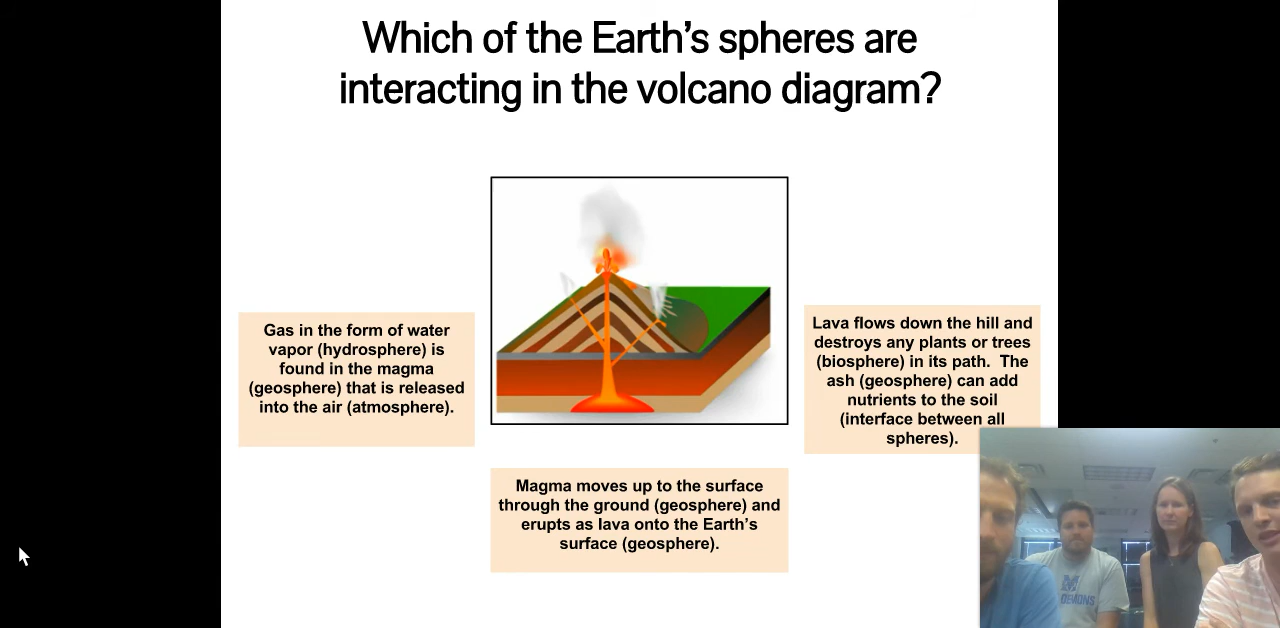 Which of the Earth's spheres are
interacting in the volcano diagram?
Gas in the form of water
vapor (hydrosphere) is
found in the magma
(geosphere) that is released
into the air (atmosphere).
Lava flows down the hill and
destroys any plants or trees
(biosphere) in its path. The
ash (geosphere) can add
nutrients to the soil
(interface between all
spheres).
Magma moves up to the surface
through the ground (geosphere) and
erupts as lava onto the Earth's
surface (geosphere).
M
DEMONS